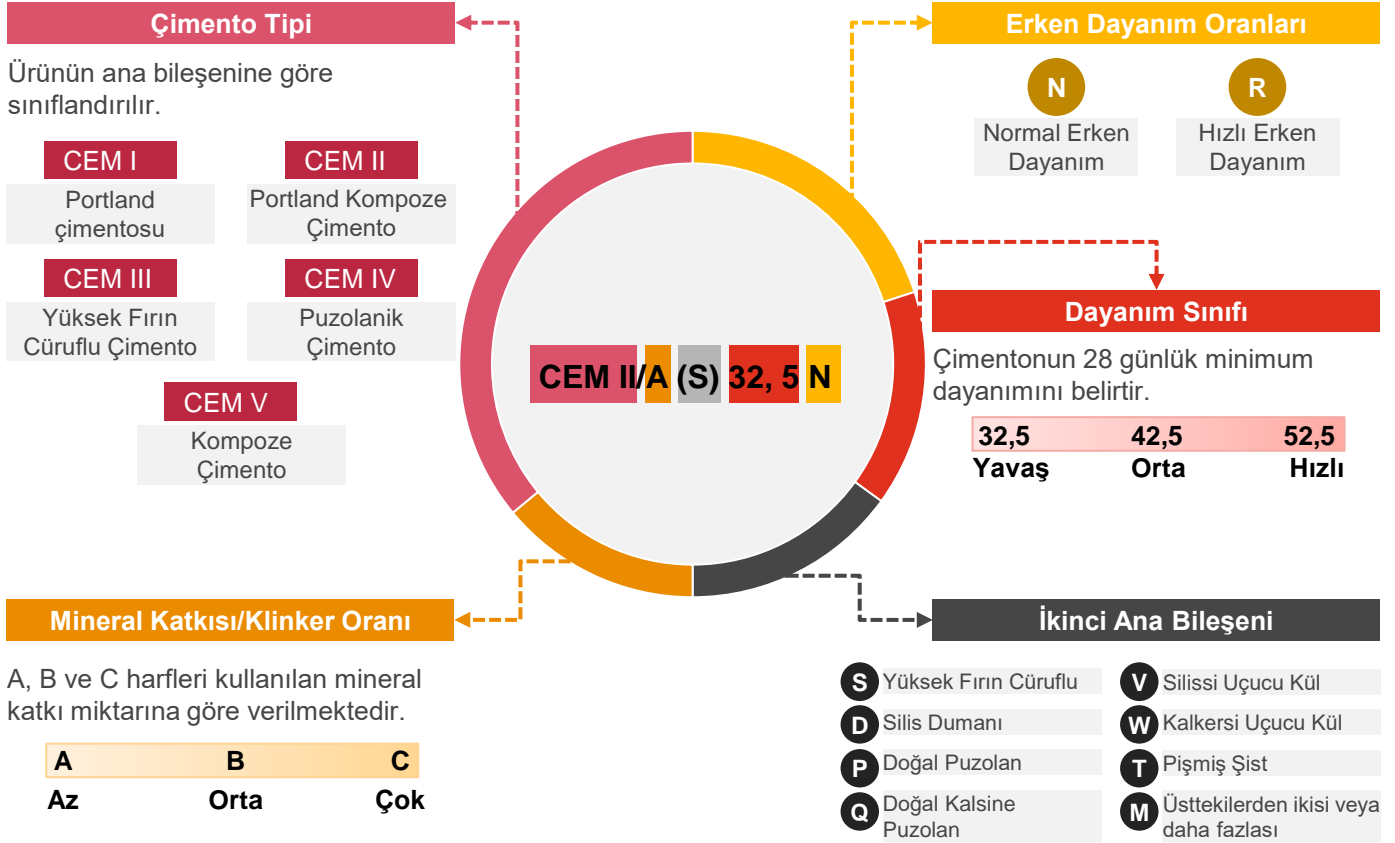 Çimento Tipi
Ürünün ana bileşenine göre
sınıflandırılır.
CEM I
Portland
çimentosu
CEM II
Portland Kompoze
Çimento
CEM III
Yüksek Fırın
Cüruflu Çimento
CEM IV
Puzolanik
Çimento
CEM V
Kompoze
Çimento
Erken Dayanım Oranları
N
Normal Erken
Dayanım
R
Hızlı Erken
Dayanım
CEM II/A (S) 32, 5 N
Dayanım Sınıfı
Çimentonun 28 günlük minimum
dayanımını belirtir.
32,5 42,5 52,5
Yavaş Orta Hızlı
Mineral Katkısı/Klinker Oranı
A, B ve C harfleri kullanılan mineral
katkı miktarına göre verilmektedir.
A B C
Az Orta Çok
İkinci Ana Bileşeni
S Yüksek Fırın Cüruflu
D Silis Dumanı
P Doğal Puzolan
Q Doğal Kalsine
Puzolan
V Silissi Uçucu Kül
W Kalkersi Uçucu Kül
T Pişmiş Şist
M Üsttekilerden ikisi veya
daha fazlası